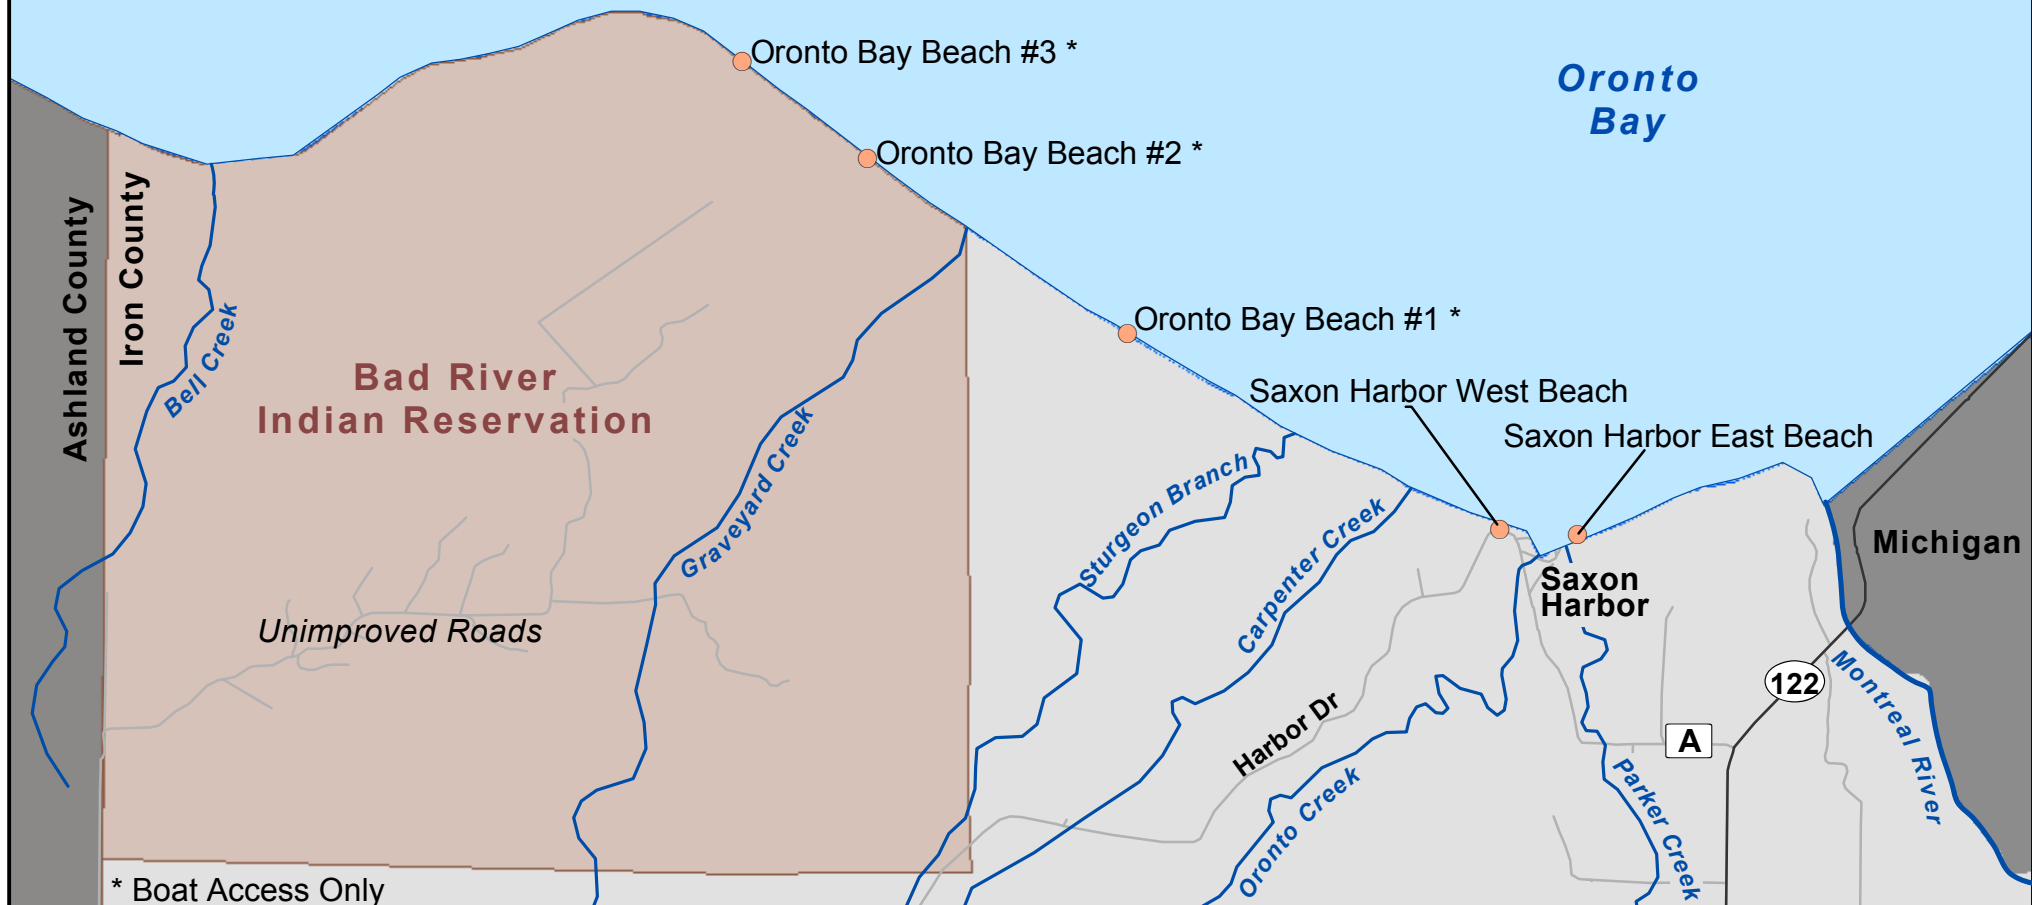 Oronto Bay Beach #3 *
Oronto
Bay
Oronto Bay Beach #2 *
Ashland County
Iron County
Bell Creek
Bad River
Indian Reservation
Graveyard Creek
Oronto Bay Beach #1 *
Saxon Harbor West Beach
Saxon Harbor East Beach
Sturgeon Branch
Carpenter Creek
Michigan
Saxon
Harbor
Unimproved Roads
Harbor Dr
Oronto Creek
122
A
Montreal River
Parker Creek
* Boat Access Only